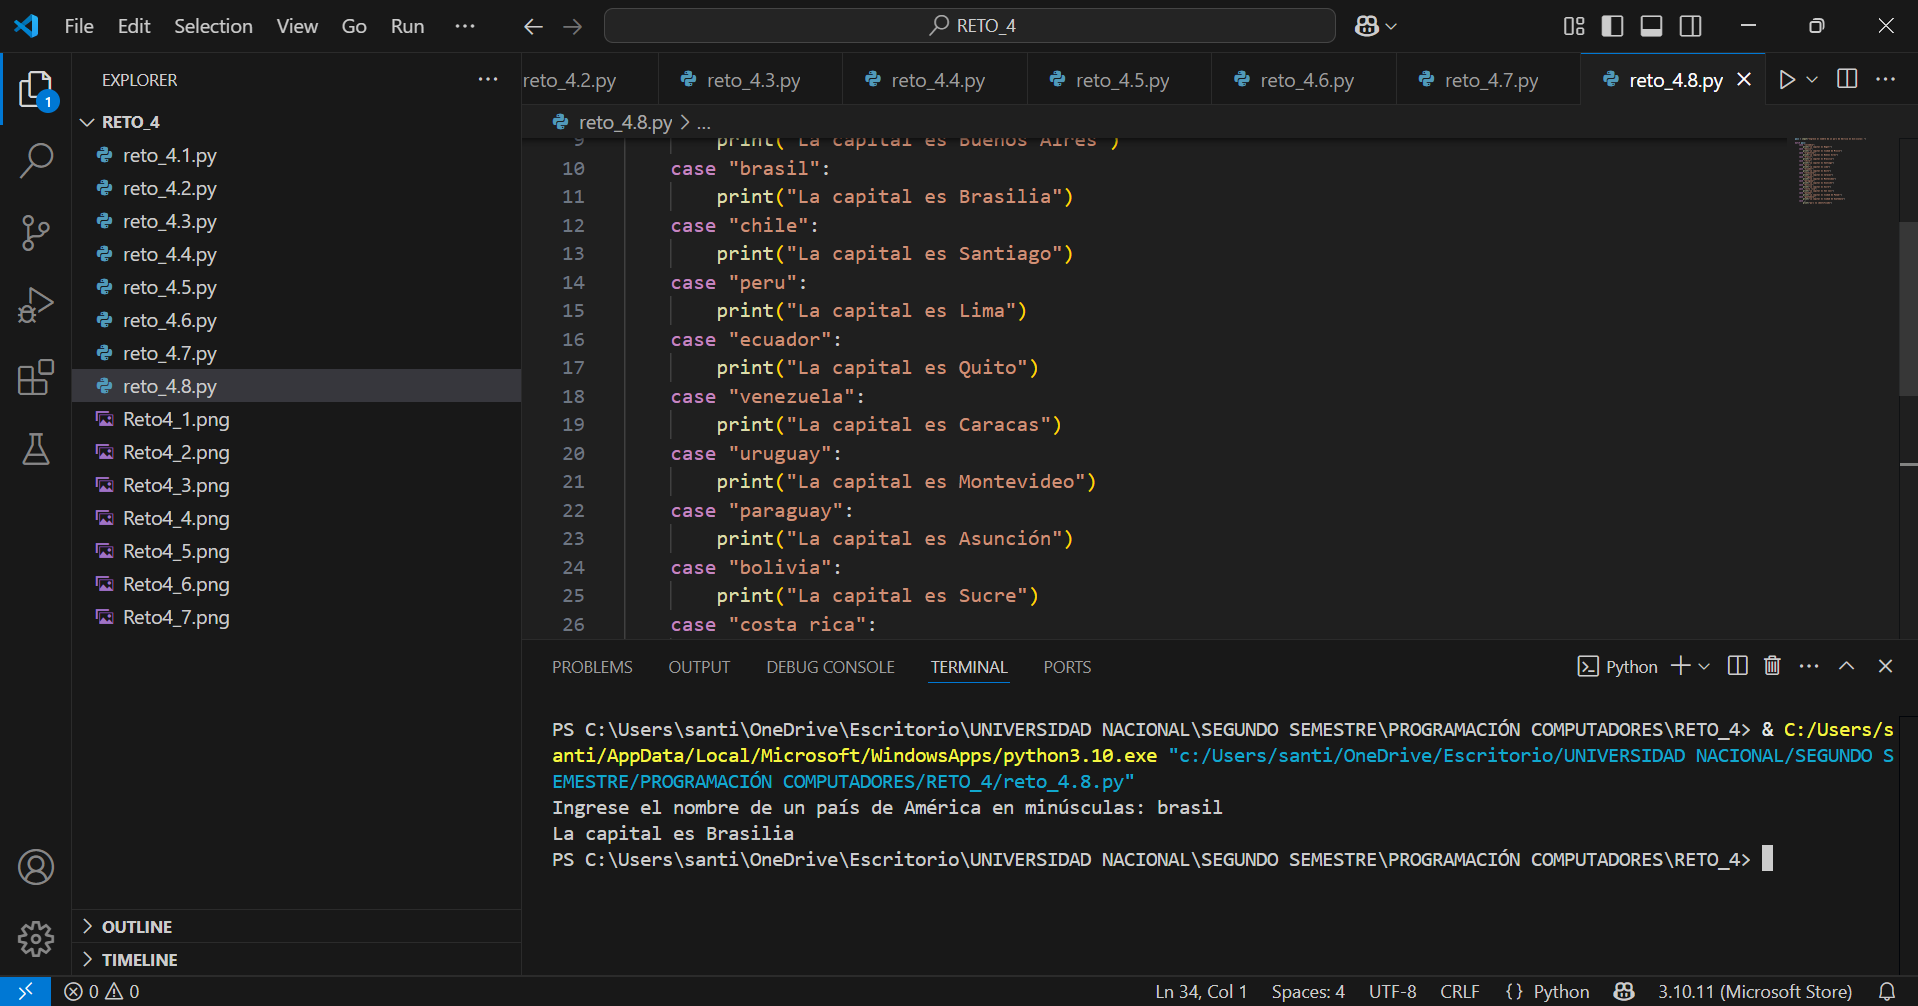 File Edit Selection View Go Run ··· RETO_4
EXPLORER ···
1
RETO_4
reto_4.1.py
reto_4.2.py
reto_4.3.py
reto_4.4.py
reto_4.5.py
reto_4.6.py
reto_4.7.py
reto_4.8.py
Reto4_1.png
Reto4_2.png
Reto4_3.png
Reto4_4.png
Reto4_5.png
Reto4_6.png
Reto4_7.png
OUTLINE
TIMELINE
reto_4.2.py reto_4.3.py reto_4.4.py reto_4.5.py reto_4.6.py reto_4.7.py reto_4.8.py
reto_4.8.py > ...
9 print("La capital es Buenos Aires")
10 case "brasil":
11 print("La capital es Brasilia")
12 case "chile":
13 print("La capital es Santiago")
14 case "peru":
15 print("La capital es Lima")
16 case "ecuador":
17 print("La capital es Quito")
18 case "venezuela":
19 print("La capital es Caracas")
20 case "uruguay":
21 print("La capital es Montevideo")
22 case "paraguay":
23 print("La capital es Asunción")
24 case "bolivia":
25 print("La capital es Sucre")
26 case "costa rica":
PROBLEMS OUTPUT DEBUG CONSOLE TERMINAL PORTS Python
PS C:\Users\santi\OneDrive\Escritorio\UNIVERSIDAD NACIONAL\SEGUNDO SEMESTRE\PROGRAMACIÓN COMPUTADORES\RETO_4> & C:/Users/s
anti/AppData/Local/Microsoft/WindowsApps/python3.10.exe "c:/Users/santi/OneDrive/Escritorio/UNIVERSIDAD NACIONAL/SEGUNDO S
EMESTRE/PROGRAMACIÓN COMPUTADORES/RETO_4/reto_4.8.py"
Ingrese el nombre de un país de América en minúsculas: brasil
La capital es Brasilia
PS C:\Users\santi\OneDrive\Escritorio\UNIVERSIDAD NACIONAL\SEGUNDO SEMESTRE\PROGRAMACIÓN COMPUTADORES\RETO_4>
0 0 Ln 34, Col 1 Spaces: 4 UTF-8 CRLF {} Python 3.10.11 (Microsoft Store)